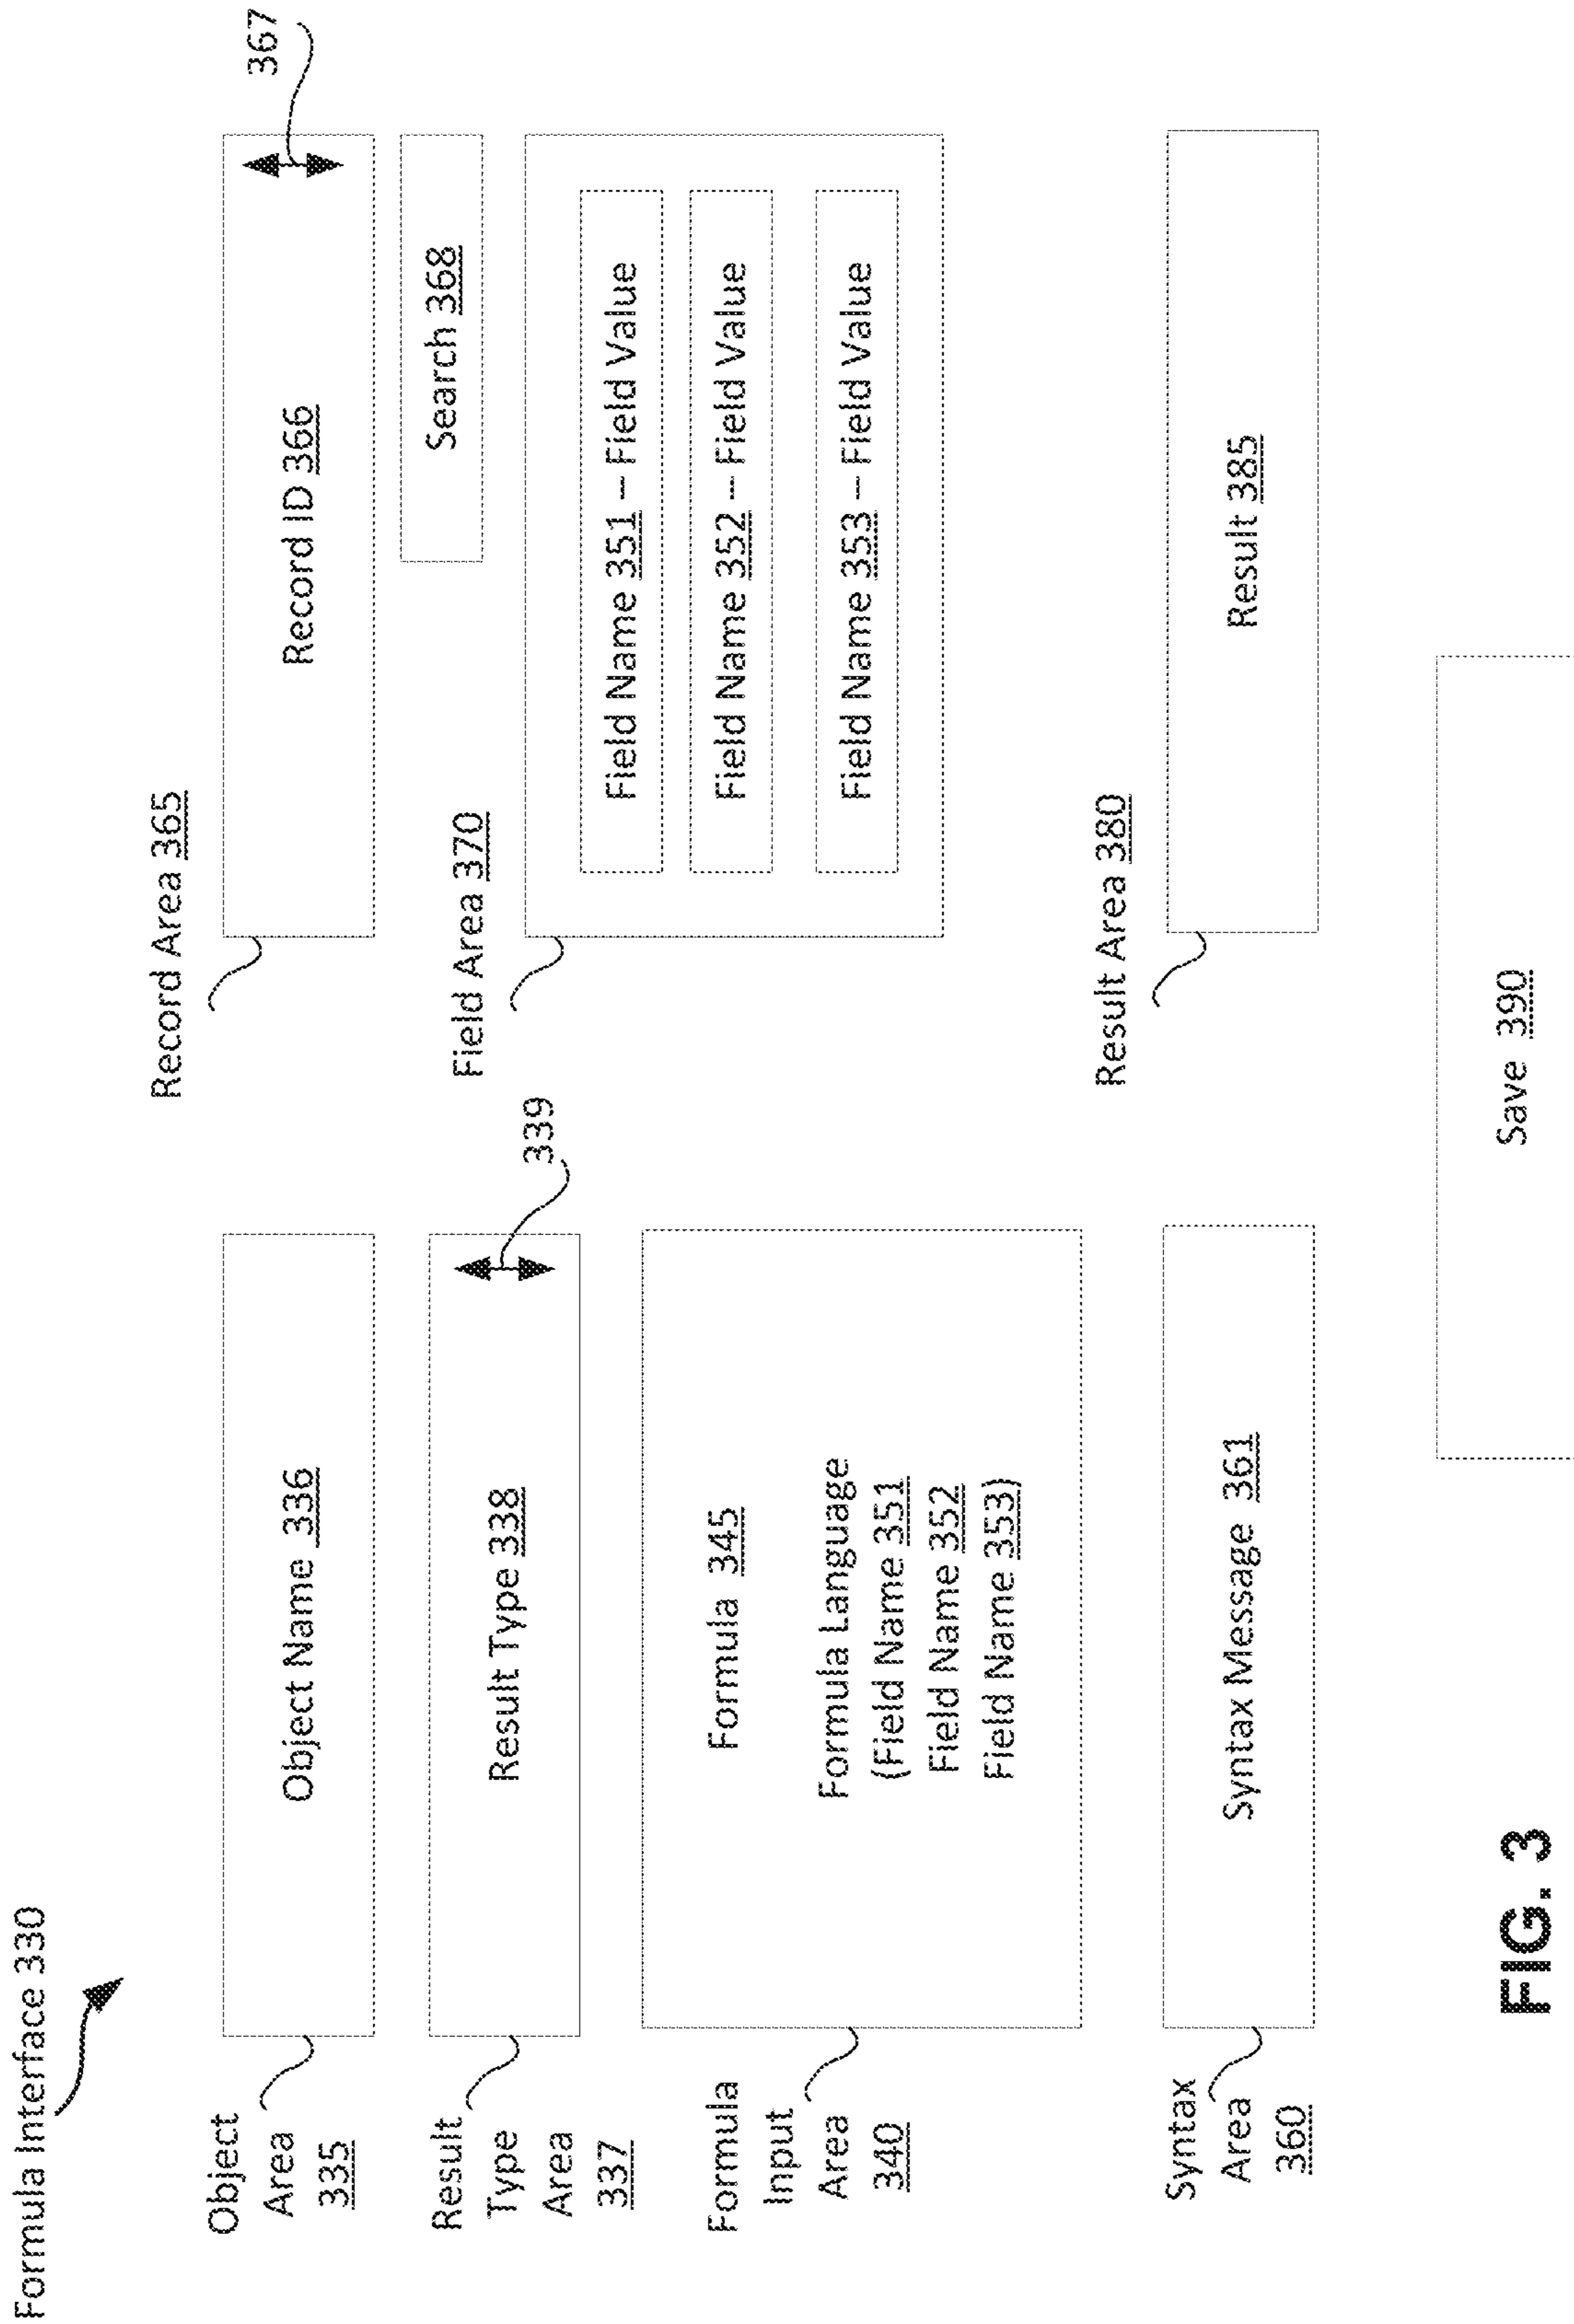 Formula Interface 330
Object
Area
335
Object Name 336
Result
Type
Area
337
Result Type 338
339
Formula
Input
Area
340
Formula 345
Formula Language
(Field Name 351
Field Name 352
Field Name 353)
Syntax
Area
360
Syntax Message 361
Record Area 365
Record ID 366
367
Search 368
Field Area 370
Field Name 351 – Field Value
Field Name 352 – Field Value
Field Name 353 – Field Value
Result Area 380
Result 385
Save 390
FIG. 3